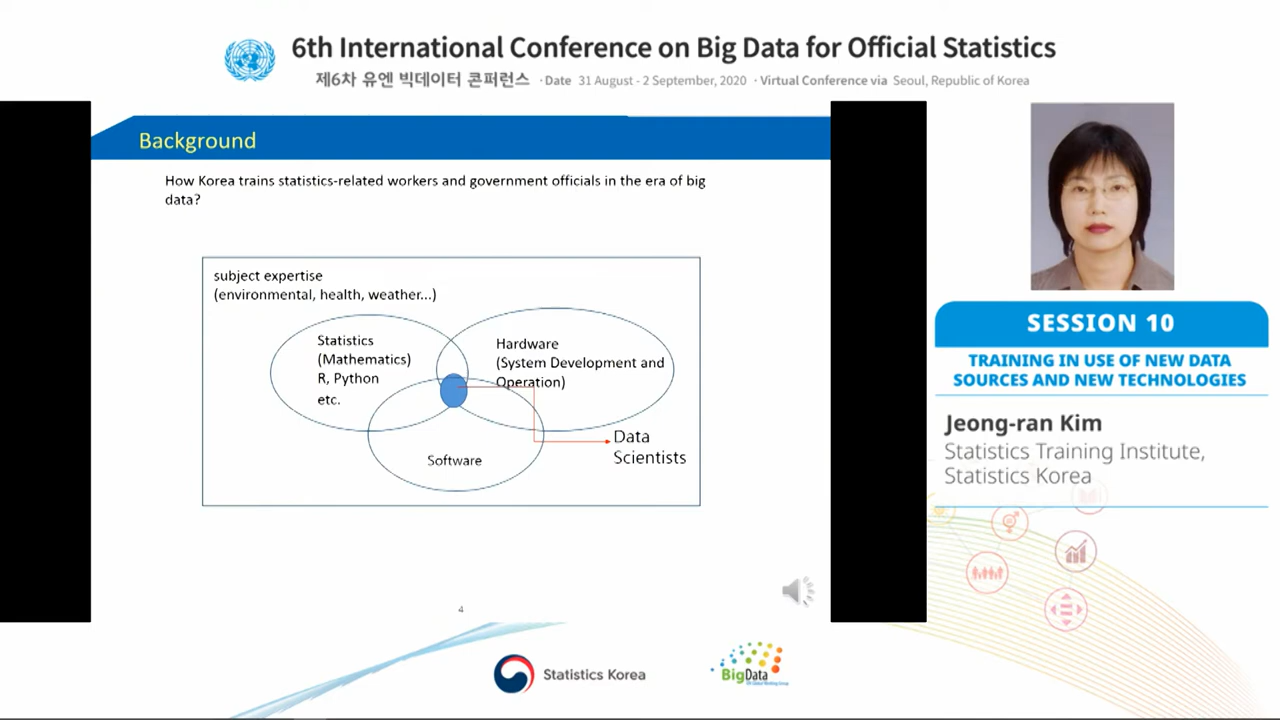 6th International Conference on Big Data for Official Statistics
제6차 유엔 빅데이터 콘퍼런스 · Date 31 August - 2 September, 2020 · Virtual Conference via Seoul, Republic of Korea
Background
How Korea trains statistics-related workers and government officials in the era of big
data?
subject expertise
(environmental, health, weather...)
Statistics
(Mathematics)
R, Python
etc.
Hardware
(System Development and
Operation)
Software
Data
Scientists
4
SESSION 10
TRAINING IN USE OF NEW DATA
SOURCES AND NEW TECHNOLOGIES
Jeong-ran Kim
Statistics Training Institute,
Statistics Korea
Statistics Korea
BigData
UN Global Working Group